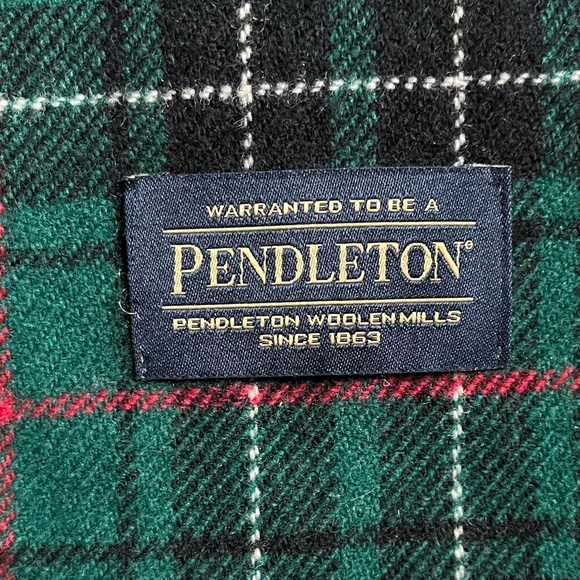 WARRANTED TO BE A
PENDLETON®
PENDLETON WOOLEN MILLS
SINCE 1863